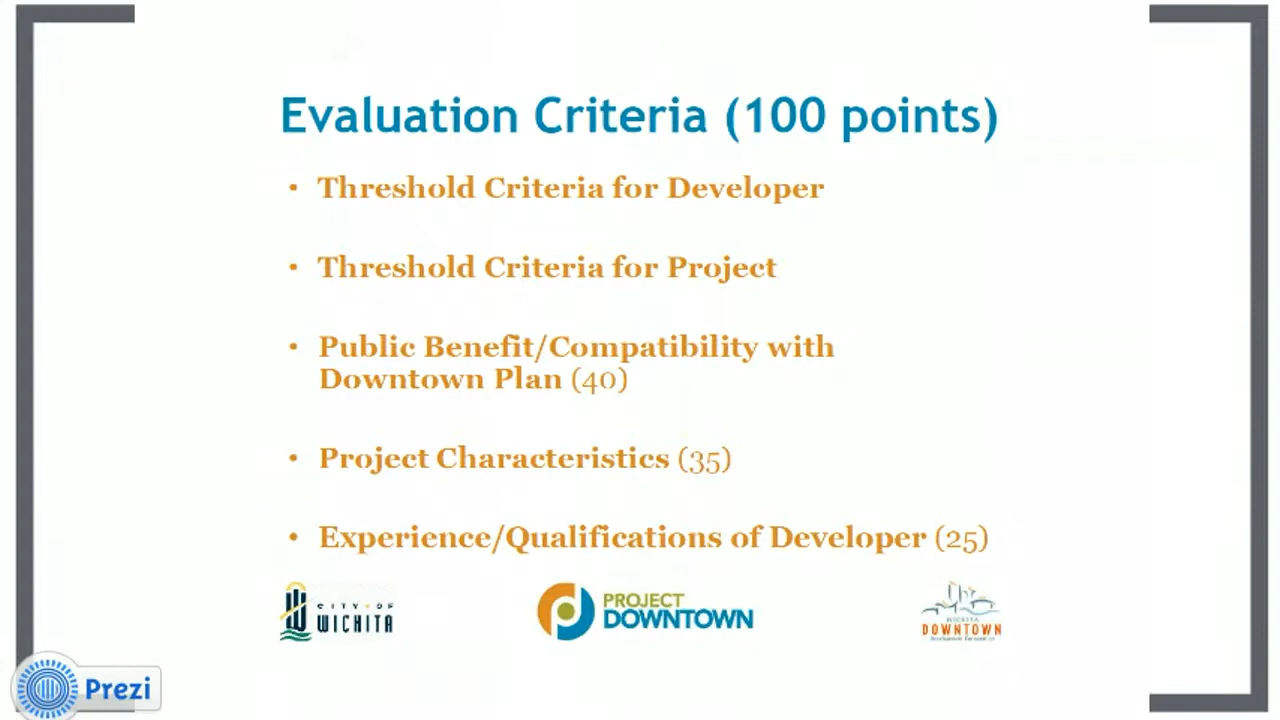 Evaluation Criteria (100 points)
• Threshold Criteria for Developer
• Threshold Criteria for Project
• Public Benefit/Compatibility with
Downtown Plan (40)
• Project Characteristics (35)
• Experience/Qualifications of Developer (25)
CITY OF
WICHITA
PROJECT
DOWNTOWN
WICHITA
DOWNTOWN
Prezi